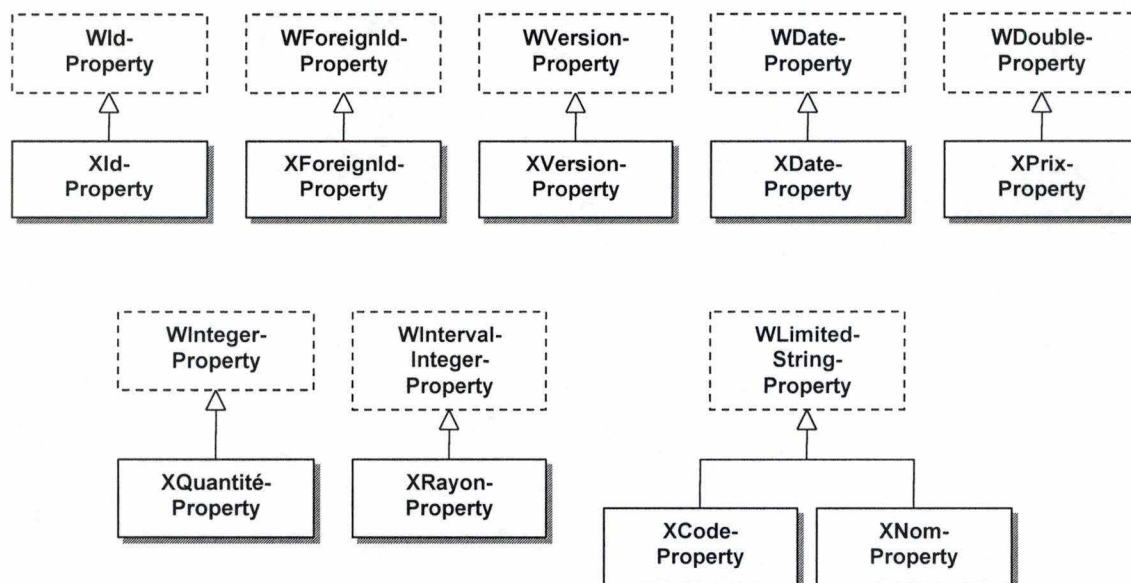 WId-
Property
WForeignId-
Property
WVersion-
Property
WDate-
Property
WDouble-
Property
XId-
Property
XForeignId-
Property
XVersion-
Property
XDate-
Property
XPrix-
Property
WInteger-
Property
WInterval-
Integer-
Property
WLimited-
String-
Property
XQuantité-
Property
XRayon-
Property
XCode-
Property
XNom-
Property